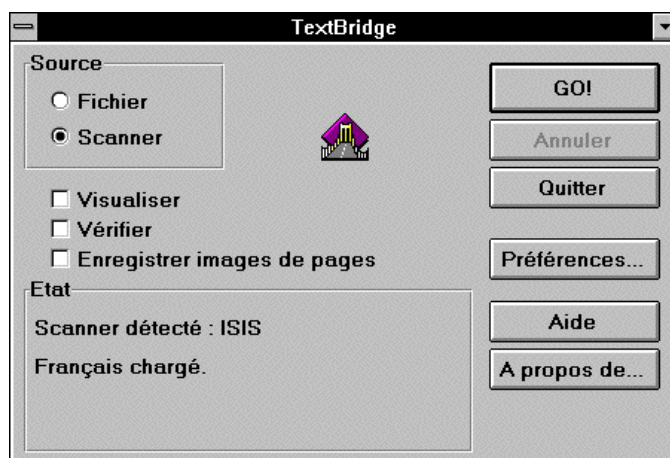 TextBridge
Source
Fichier
Scanner
Visualiser
Vérifier
Enregistrer images de pages
Etat
Scanner détecté : ISIS
Français chargé.
GO!
Annuler
Quitter
Préférences...
Aide
A propos de...